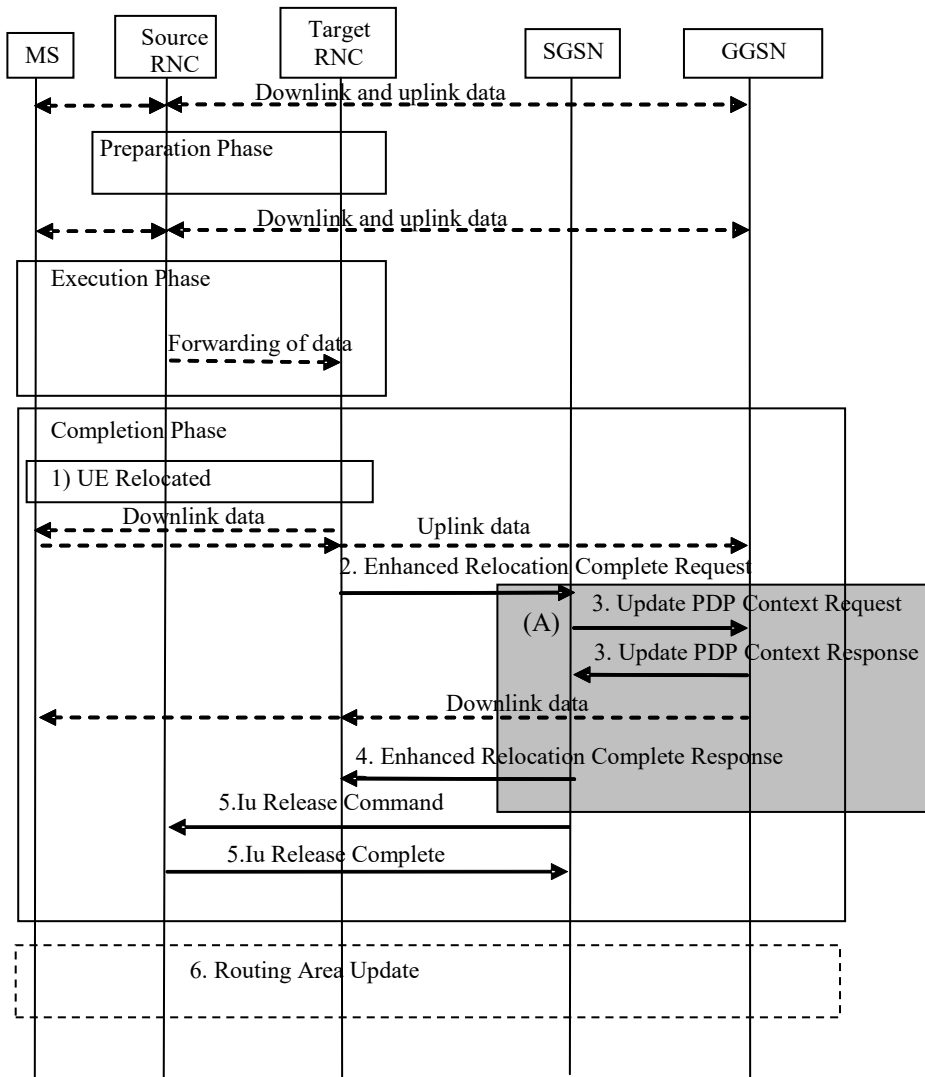 MS
Source
RNC
Target
RNC
SGSN
GGSN
Downlink and uplink data
Preparation Phase
Downlink and uplink data
Execution Phase
Forwarding of data
Completion Phase
1) UE Relocated
Downlink data
Uplink data
2. Enhanced Relocation Complete Request
(A)
3. Update PDP Context Request
3. Update PDP Context Response
Downlink data
4. Enhanced Relocation Complete Response
5.Iu Release Command
5.Iu Release Complete
6. Routing Area Update